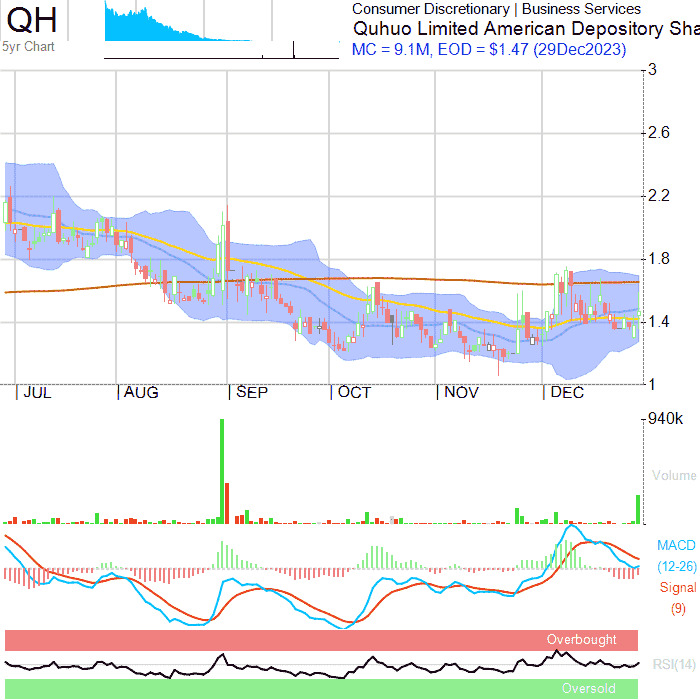 QH
5yr Chart
Consumer Discretionary | Business Services
Quhuo Limited American Depository Sha
MC = 9.1M, EOD = $1.47 (29Dec2023)
3
2.6
2.2
1.8
1.4
1
JUL AUG SEP OCT NOV DEC
940k
Volume
MACD
(12-26)
Signal
(9)
Overbought
RSI(14)
Oversold